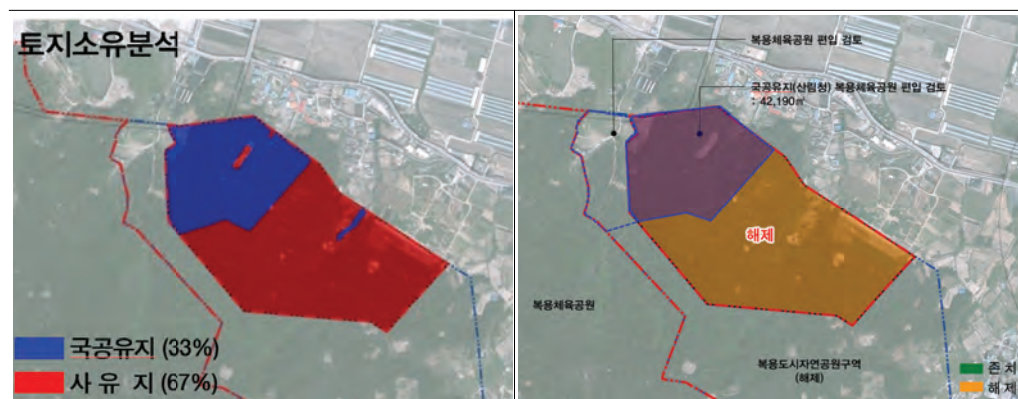 토지소유분석
국공유지 (33%)
사 유 지 (67%)
복용체육공원 편입 검토
국공유지(산림청) 복용체육공원 편입 검토
: 42,190㎡
해제
복용체육공원
복용도시자연공원구역
(해제)
존 치
해 제